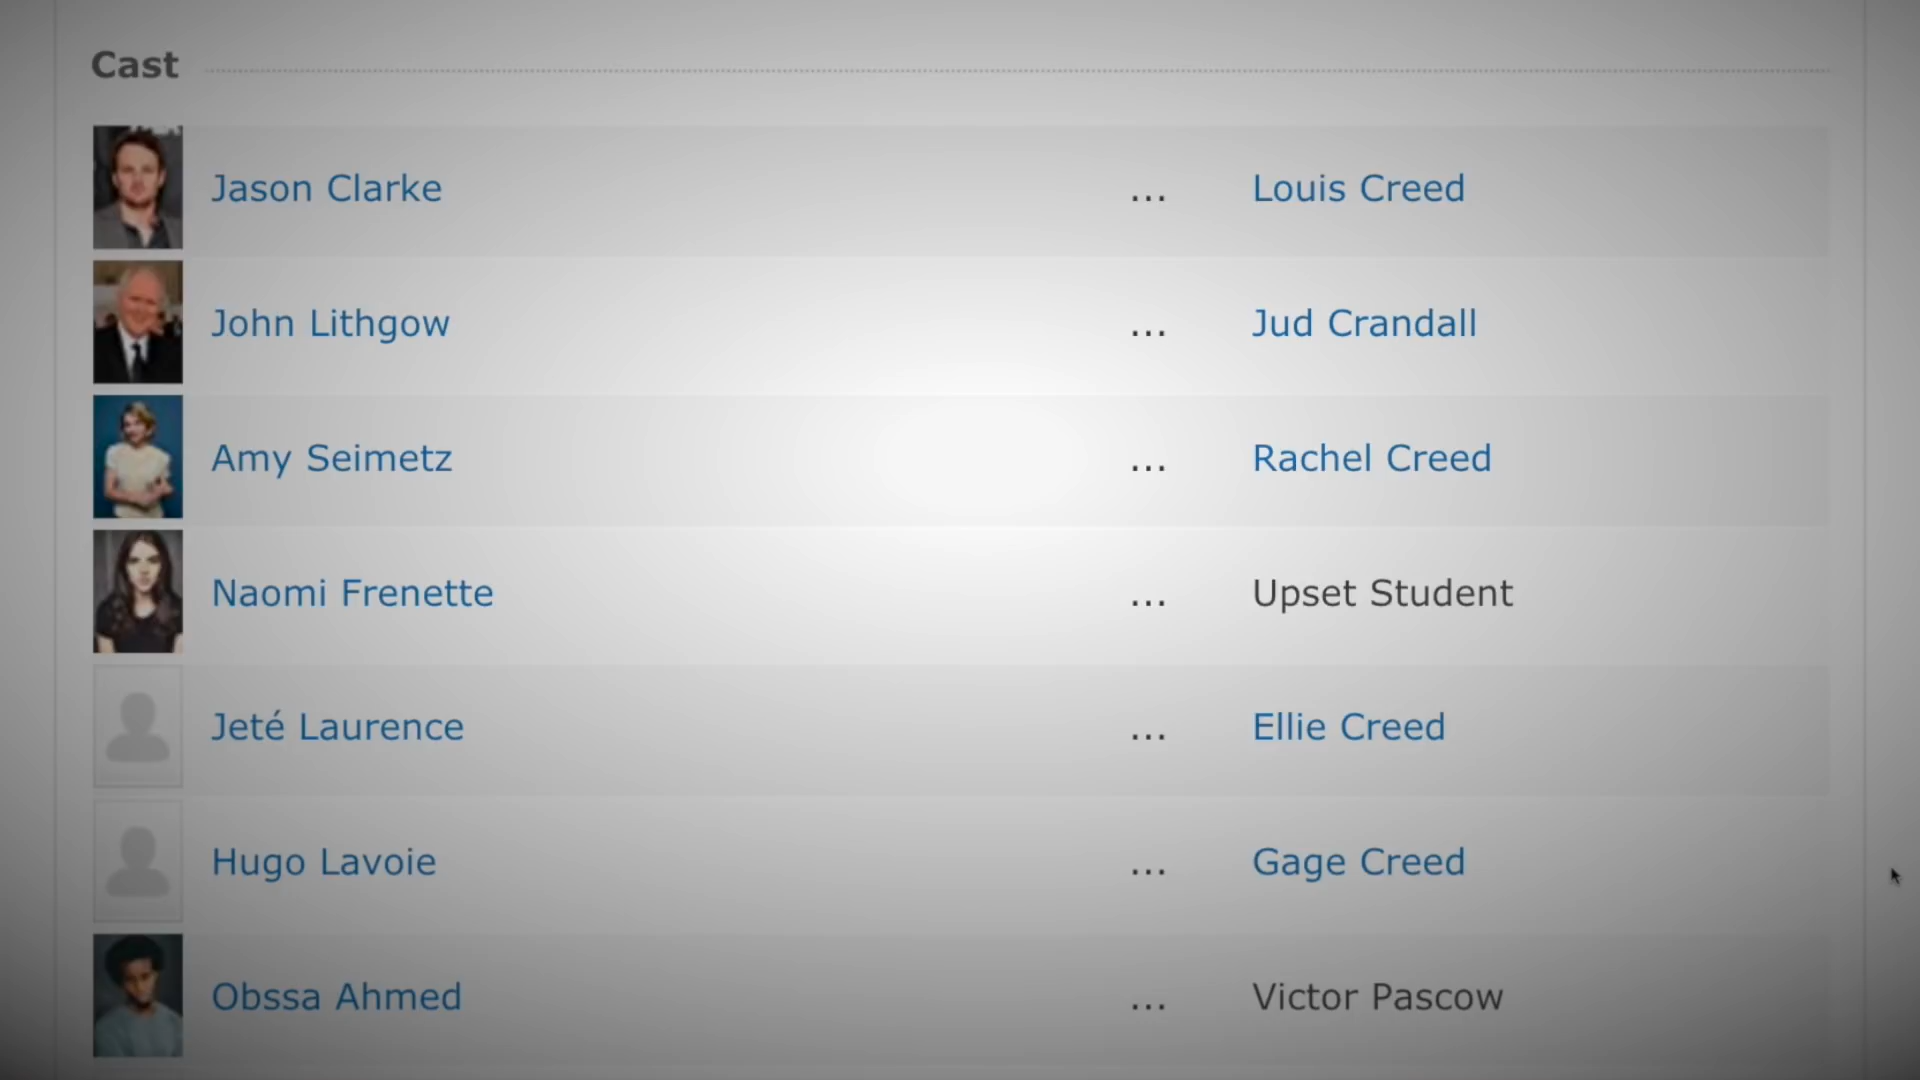 Cast
Jason Clarke ... Louis Creed
John Lithgow ... Jud Crandall
Amy Seimetz ... Rachel Creed
Naomi Frenette ... Upset Student
Jeté Laurence ... Ellie Creed
Hugo Lavoie ... Gage Creed
Obssa Ahmed ... Victor Pascow